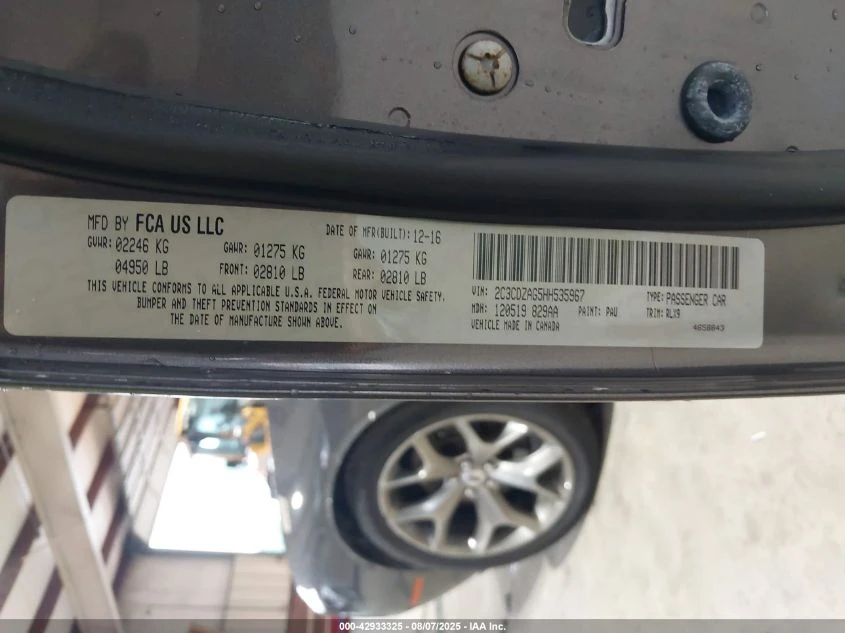 MFD BY FCA US LLC
DATE OF MFR(BUILT): 12-16
GVWR: 02246 KG GAWR: 01275 KG GAWR: 01275 KG
04950 LB FRONT: 02810 LB REAR: 02810 LB
THIS VEHICLE CONFORMS TO ALL APPLICABLE U.S.A. FEDERAL MOTOR VEHICLE SAFETY,
BUMPER AND THEFT PREVENTION STANDARDS IN EFFECT ON
THE DATE OF MANUFACTURE SHOWN ABOVE.
VIN: 2C3CDZAG5HH535967 TYPE: PASSENGER CAR
MDH: 120519 829AA PAINT: PAU TRIM: RLX9
VEHICLE MADE IN CANADA 4658843
000-42933325 - 08/07/2025 - IAA Inc.